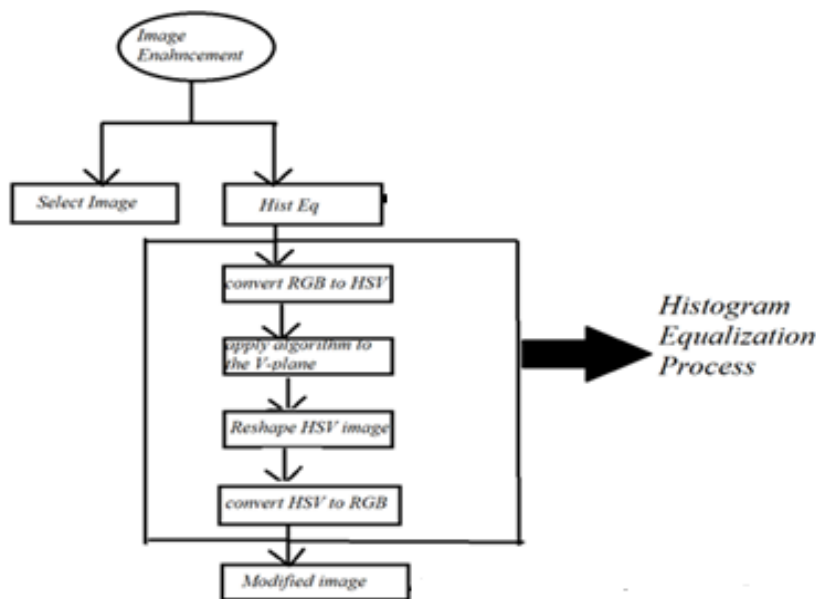 Image
Enahncement
Select Image
Hist Eq
convert RGB to HSV
apply algorithm to
the V-plane
Reshape HSV image
convert HSV to RGB
Modified image
Histogram
Equalization
Process